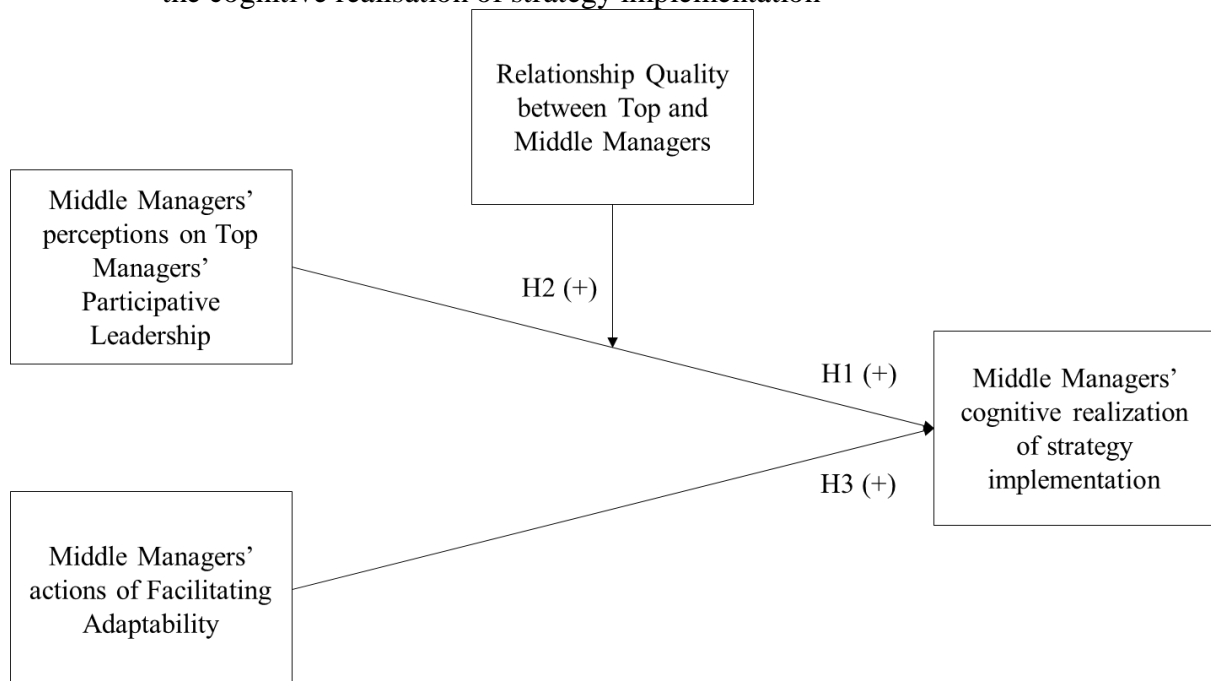 the cognitive realisation of strategy implementation
Relationship Quality
between Top and
Middle Managers
Middle Managers’
perceptions on Top
Managers’
Participative
Leadership
H2 (+)
H1 (+)
Middle Managers’
cognitive realization
of strategy
implementation
H3 (+)
Middle Managers’
actions of Facilitating
Adaptability